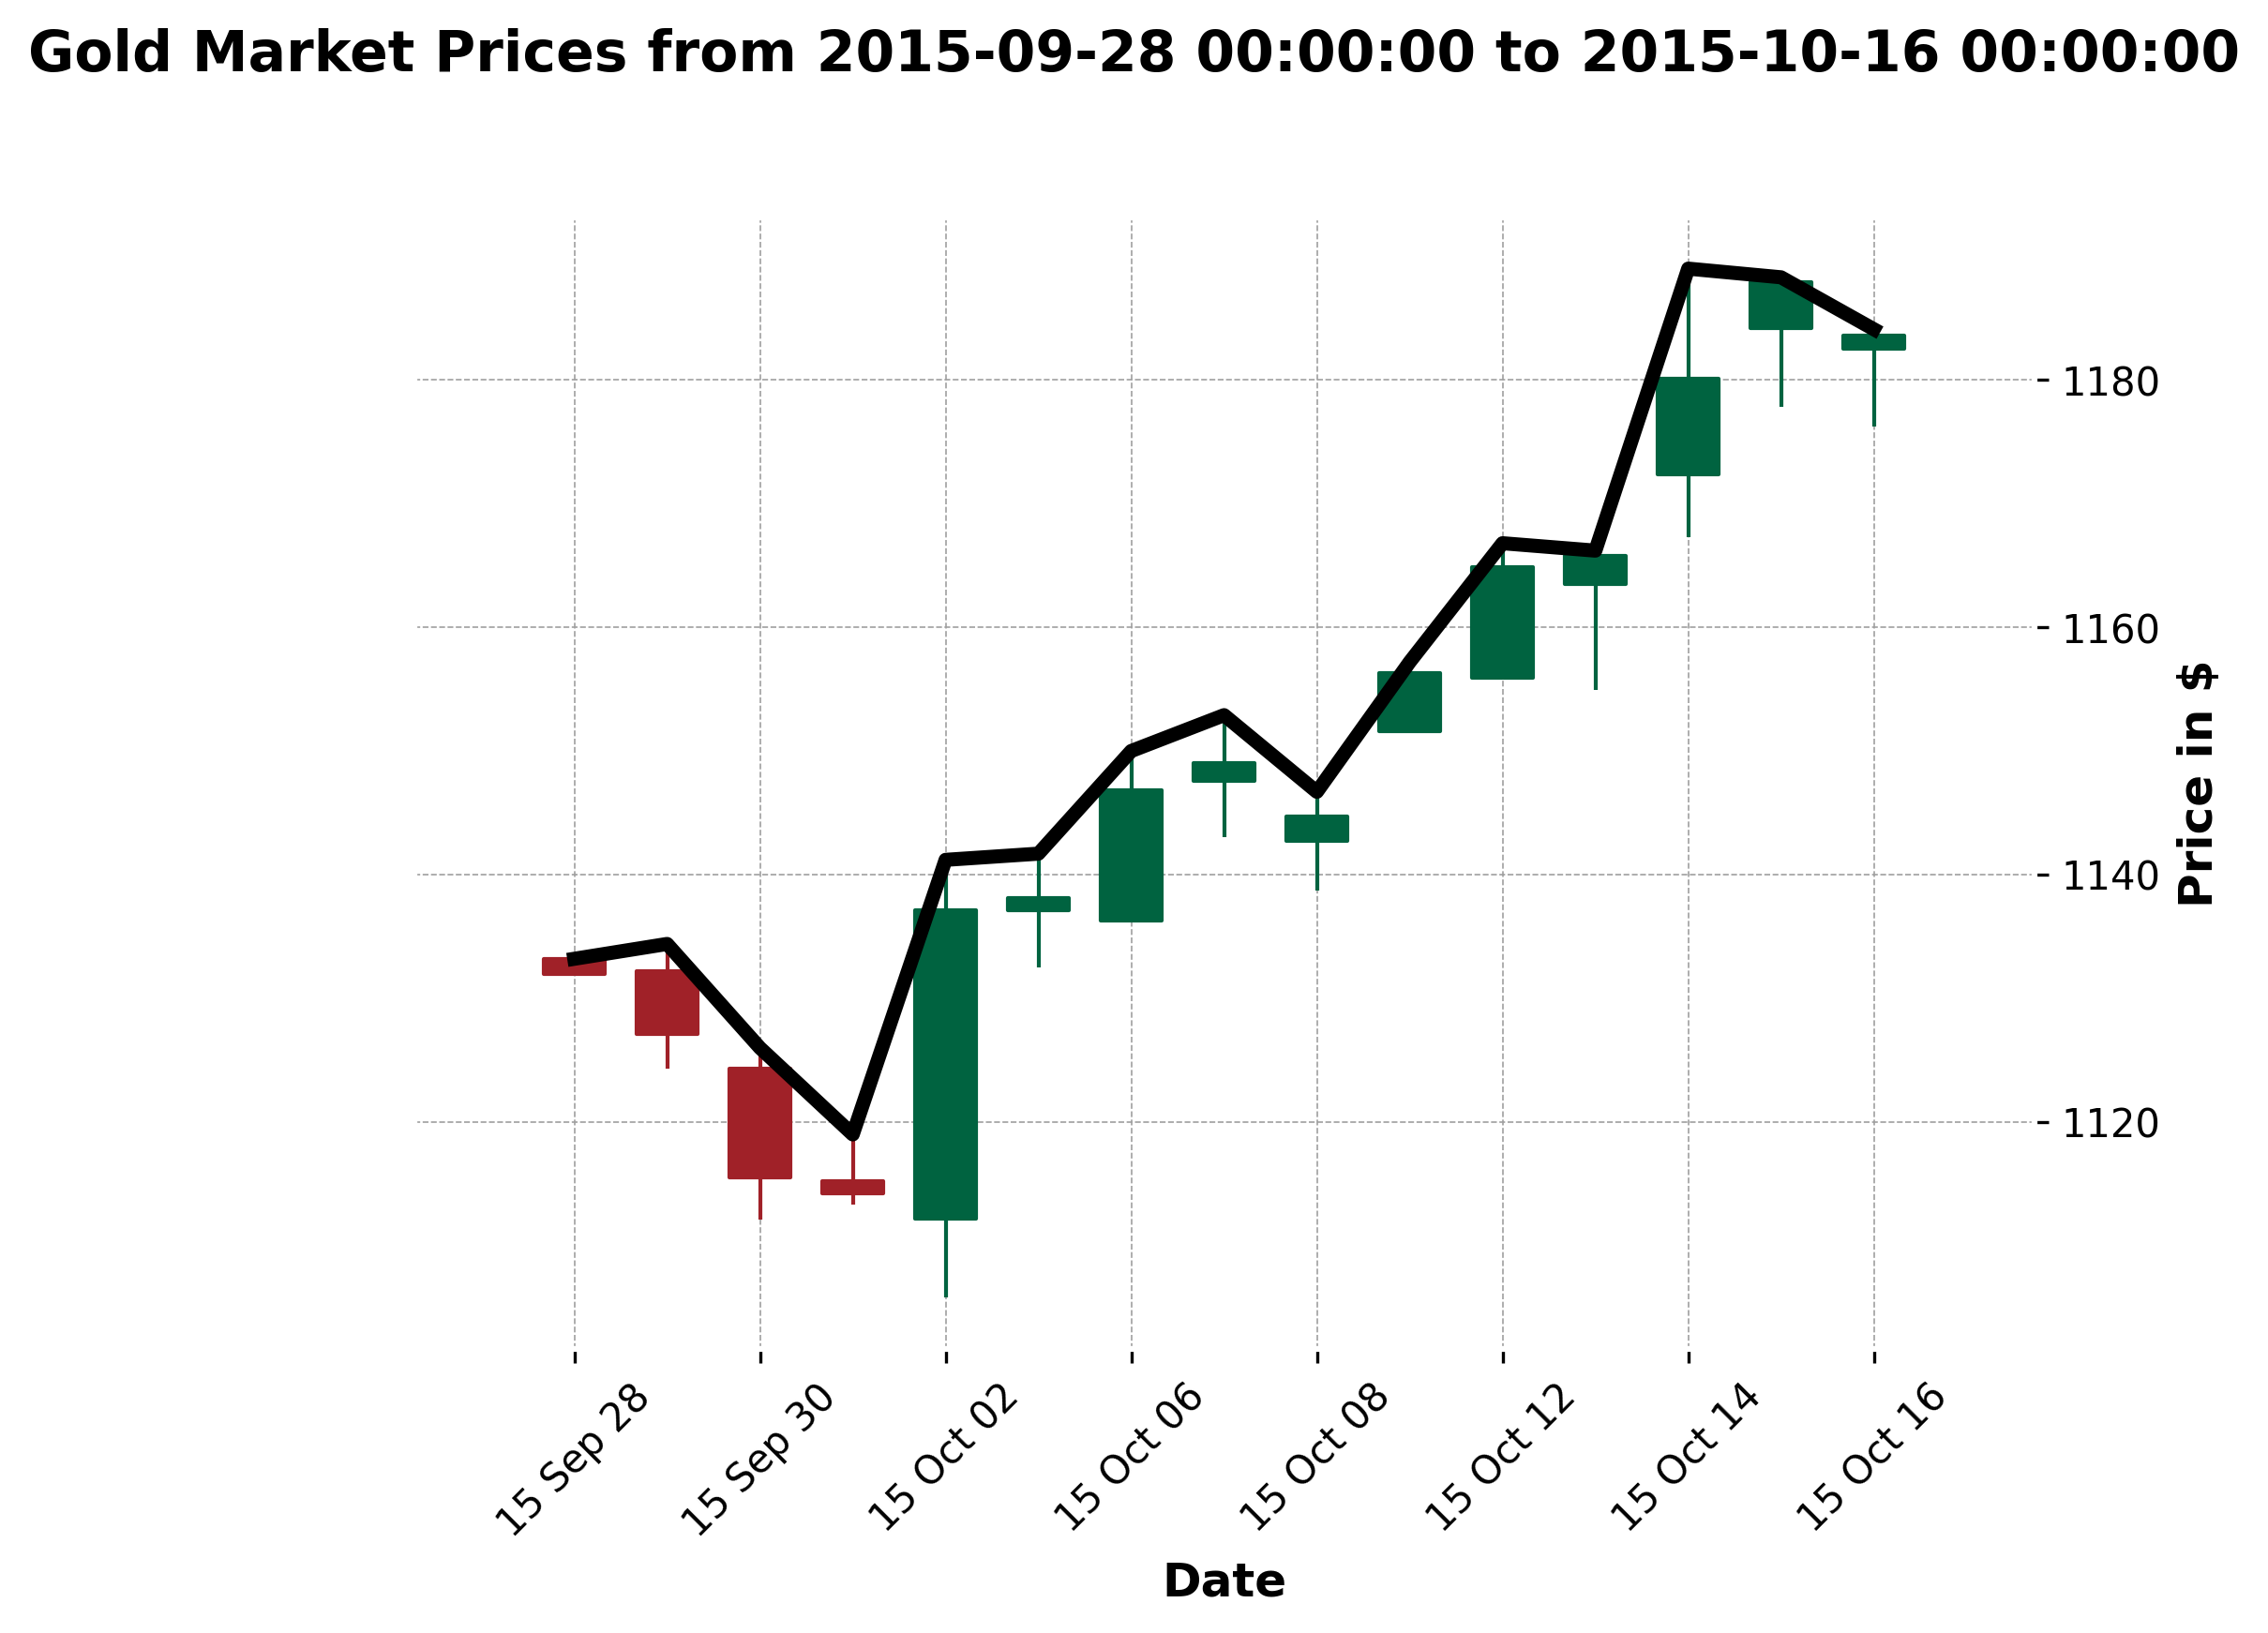 Gold Market Prices from 2015-09-28 00:00:00 to 2015-10-16 00:00:00
1180
1160
1140
1120
Price in $
15 Sep 28
15 Sep 30
15 Oct 02
15 Oct 06
15 Oct 08
15 Oct 12
15 Oct 14
15 Oct 16
Date